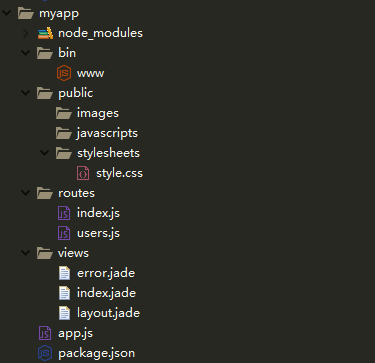 myapp
node_modules
bin
www
public
images
javascripts
stylesheets
style.css
routes
index.js
users.js
views
error.jade
index.jade
layout.jade
app.js
package.json